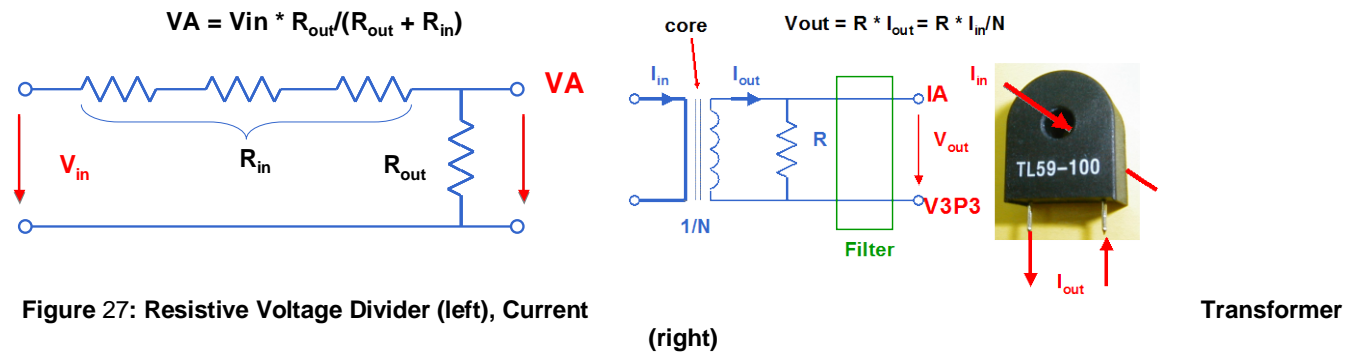 VA = Vin * Rout/(Rout + Rin)
VA
Vin
Rin
Rout
core
Vout = R * Iout = R * Iin/N
Iin
Iout
IA
R
Vout
V3P3
1/N
Filter
Iin
TL59-100
Iout
Figure 27: Resistive Voltage Divider (left), Current Transformer
(right)